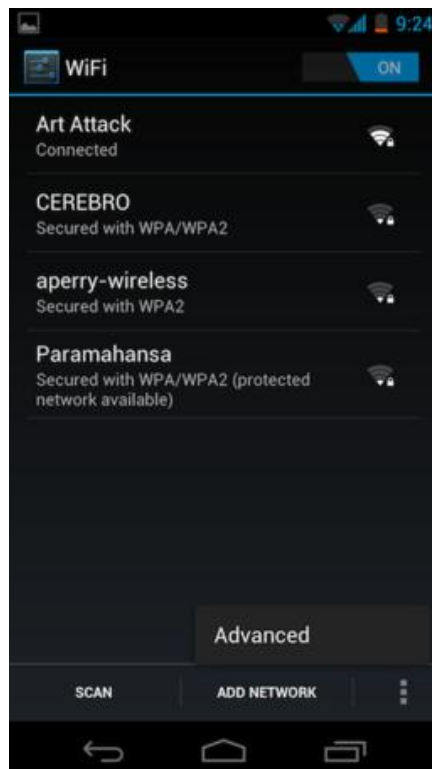 9:24
WiFi
ON
Art Attack
Connected
CEREBRO
Secured with WPA/WPA2
aperry-wireless
Secured with WPA2
Paramahansa
Secured with WPA/WPA2 (protected
network available)
Advanced
SCAN
ADD NETWORK